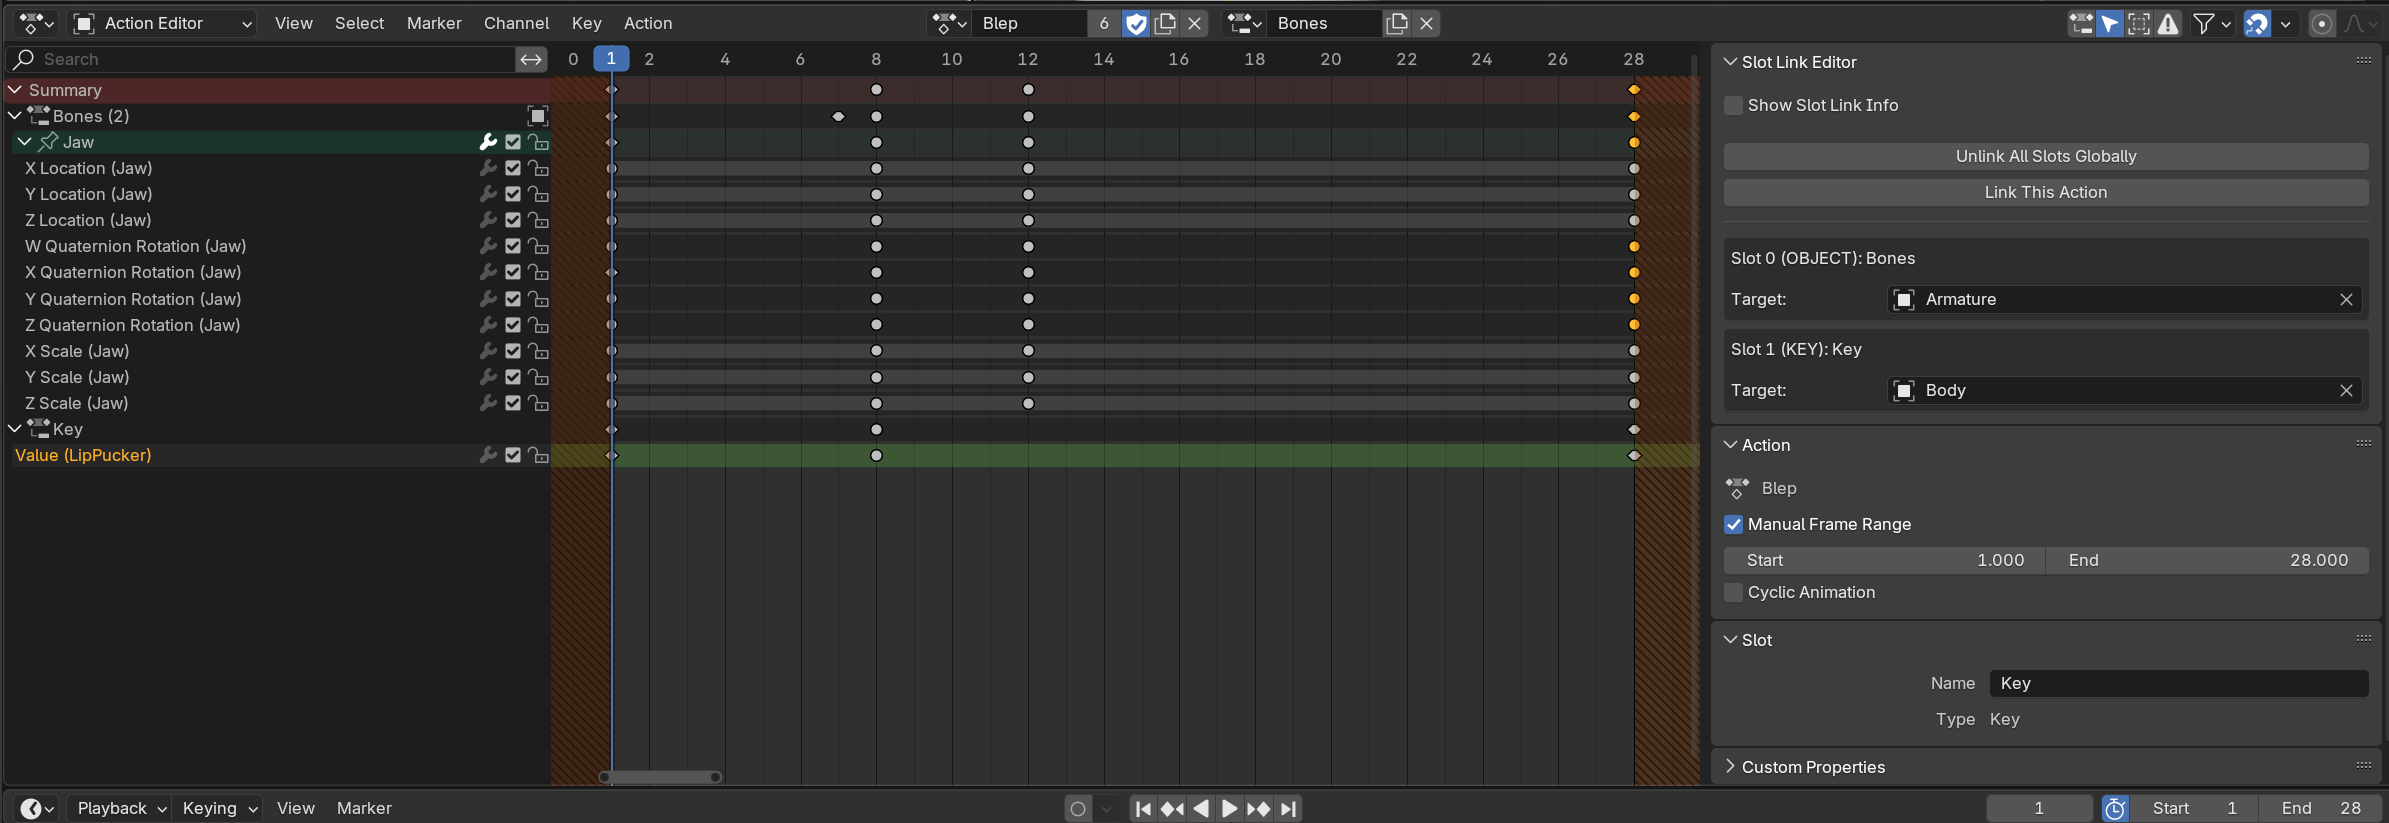 Action Editor View Select Marker Channel Key Action Blep 6 Bones
Search 0 1 2 4 6 8 10 12 14 16 18 20 22 24 26 28
Summary
Bones (2)
Jaw
X Location (Jaw)
Y Location (Jaw)
Z Location (Jaw)
W Quaternion Rotation (Jaw)
X Quaternion Rotation (Jaw)
Y Quaternion Rotation (Jaw)
Z Quaternion Rotation (Jaw)
X Scale (Jaw)
Y Scale (Jaw)
Z Scale (Jaw)
Key
Value (LipPucker)
Slot Link Editor
Show Slot Link Info
Unlink All Slots Globally
Link This Action
Slot 0 (OBJECT): Bones
Target: Armature
Slot 1 (KEY): Key
Target: Body
Action
Blep
Manual Frame Range
Start 1.000 End 28.000
Cyclic Animation
Slot
Name Key
Type Key
Custom Properties
Playback Keying View Marker 1 Start 1 End 28